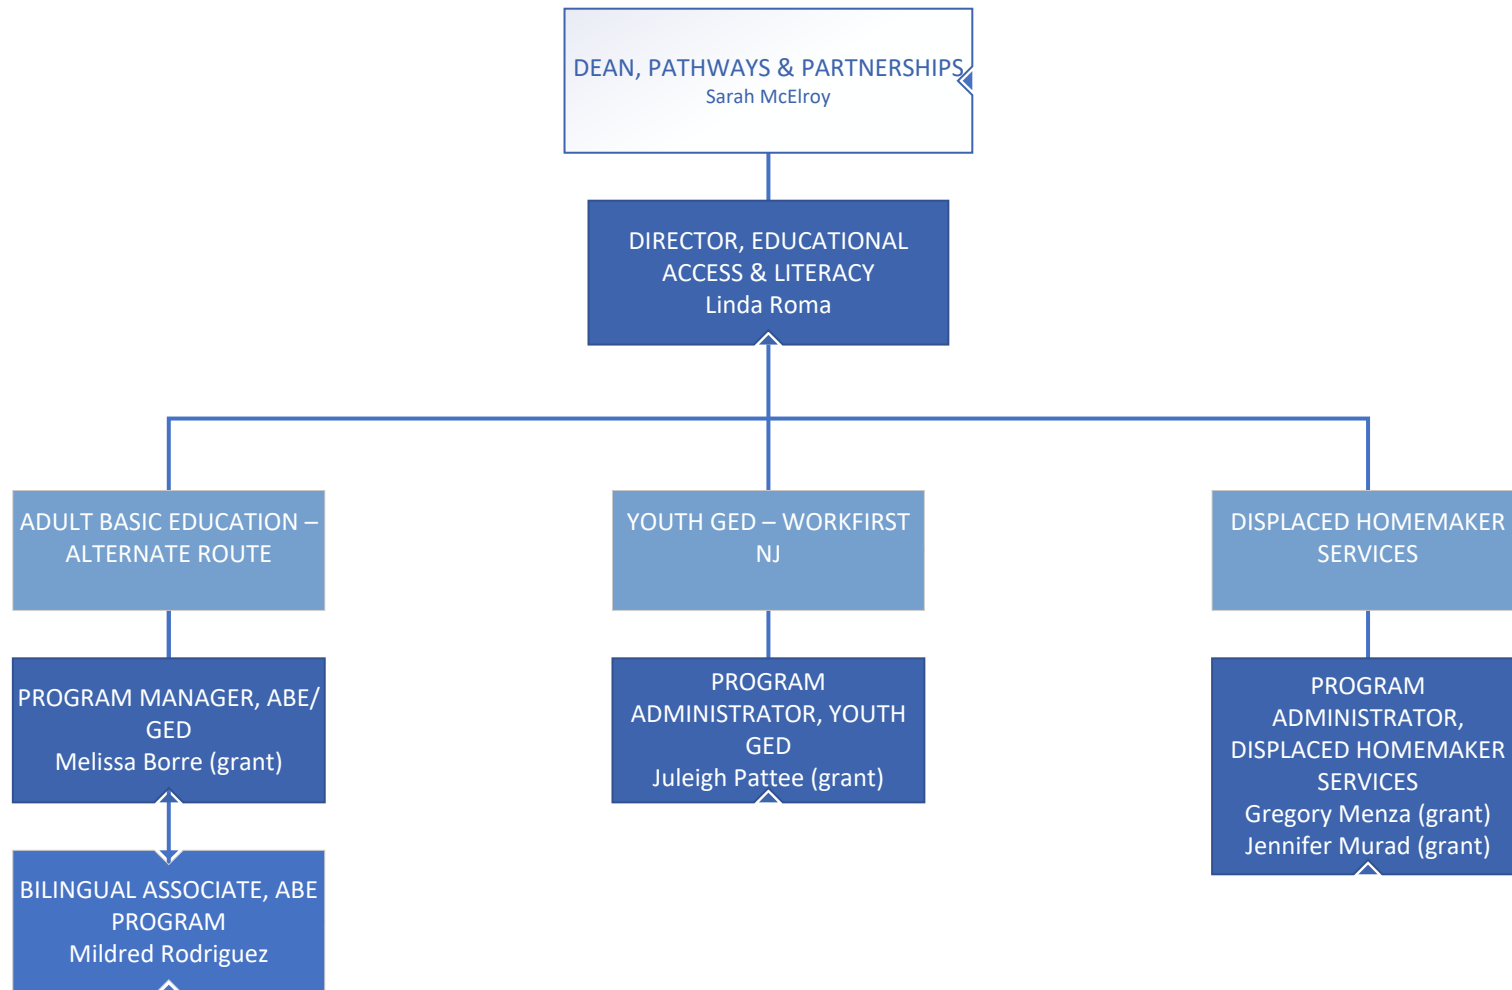 DEAN, PATHWAYS & PARTNERSHIPS
Sarah McElroy
DIRECTOR, EDUCATIONAL
ACCESS & LITERACY
Linda Roma
ADULT BASIC EDUCATION –
ALTERNATE ROUTE
YOUTH GED – WORKFIRST
NJ
DISPLACED HOMEMAKER
SERVICES
PROGRAM MANAGER, ABE/
GED
Melissa Borre (grant)
PROGRAM
ADMINISTRATOR, YOUTH
GED
Juleigh Pattee (grant)
PROGRAM
ADMINISTRATOR,
DISPLACED HOMEMAKER
SERVICES
Gregory Menza (grant)
Jennifer Murad (grant)
BILINGUAL ASSOCIATE, ABE
PROGRAM
Mildred Rodriguez